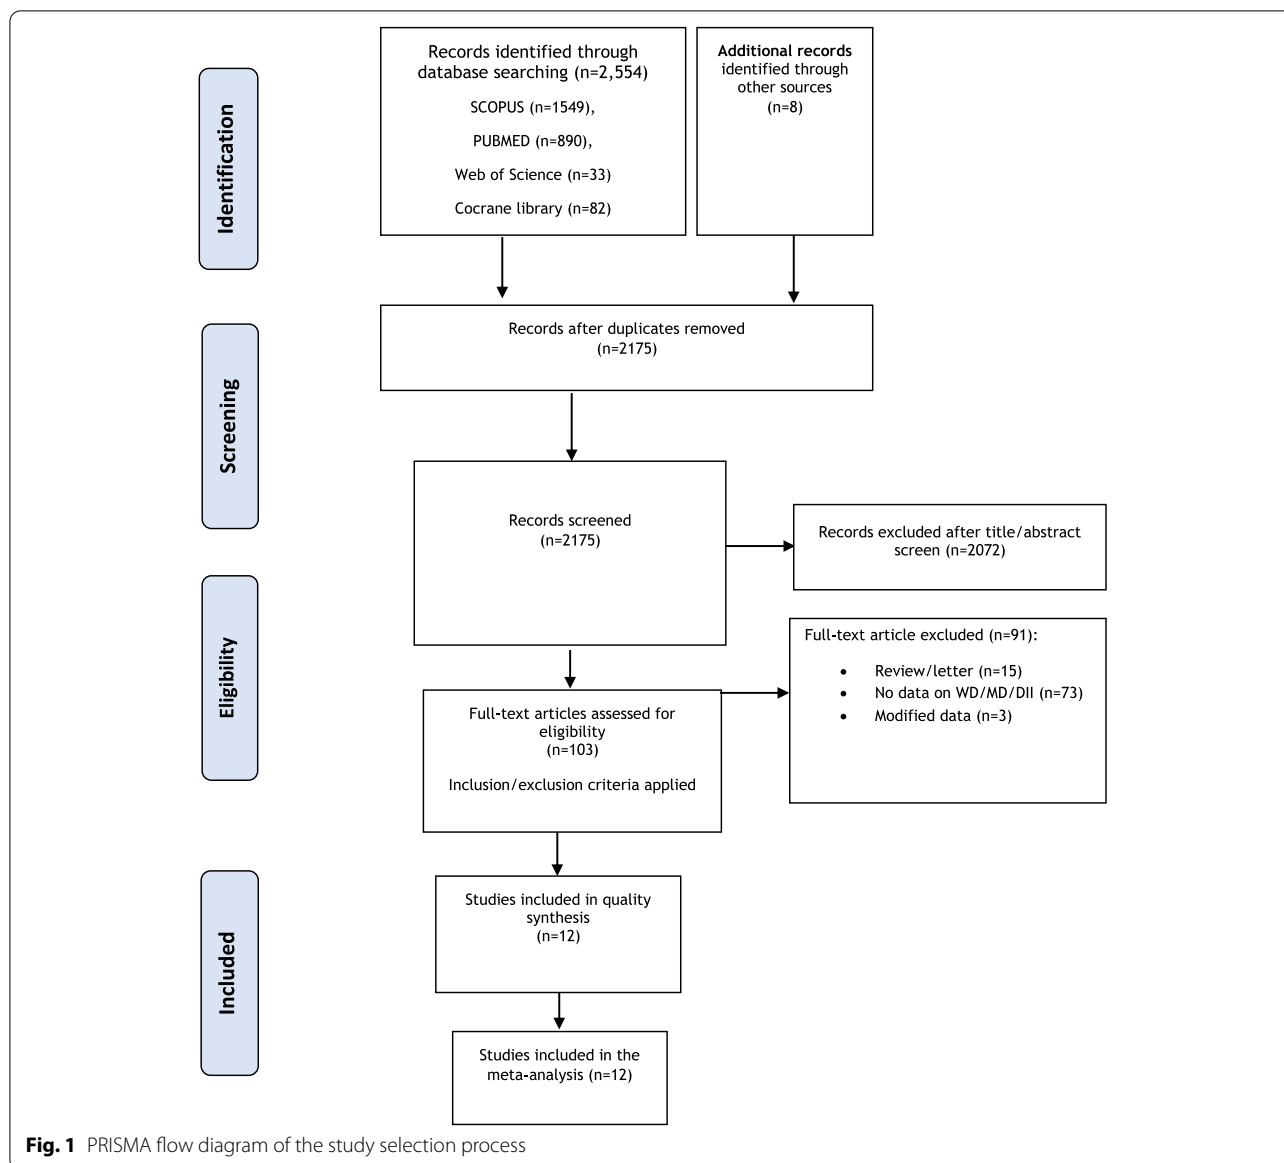 Identification
Records identified through
database searching (n=2,554)
SCOPUS (n=1549),
PUBMED (n=890),
Web of Science (n=33)
Cocrane library (n=82)
Additional records
identified through
other sources
(n=8)
Screening
Records after duplicates removed
(n=2175)
Records screened
(n=2175)
Records excluded after title/abstract
screen (n=2072)
Eligibility
Full-text articles assessed for
eligibility
(n=103)
Inclusion/exclusion criteria applied
Full-text article excluded (n=91):
• Review/letter (n=15)
• No data on WD/MD/DII (n=73)
• Modified data (n=3)
Included
Studies included in quality
synthesis
(n=12)
Studies included in the
meta-analysis (n=12)
Fig. 1 PRISMA flow diagram of the study selection process